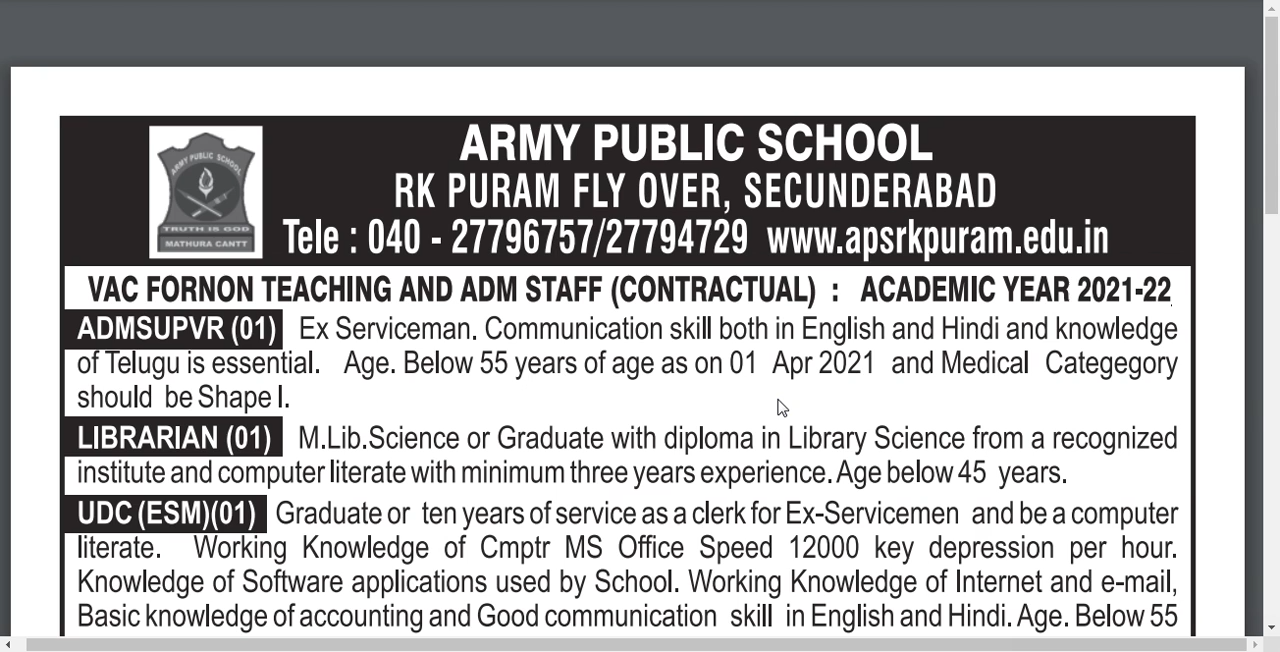 ARMY PUBLIC SCHOOL
TRUTH IS GOD
MATHURA CANTT
ARMY PUBLIC SCHOOL
RK PURAM FLY OVER, SECUNDERABAD
Tele : 040 - 27796757/27794729 www.apsrkpuram.edu.in
VAC FORNON TEACHING AND ADM STAFF (CONTRACTUAL) : ACADEMIC YEAR 2021-22
ADMSUPVR (01) Ex Serviceman. Communication skill both in English and Hindi and knowledge
of Telugu is essential. Age. Below 55 years of age as on 01 Apr 2021 and Medical Categegory
should be Shape I.
LIBRARIAN (01) M.Lib.Science or Graduate with diploma in Library Science from a recognized
institute and computer literate with minimum three years experience. Age below 45 years.
UDC (ESM)(01) Graduate or ten years of service as a clerk for Ex-Servicemen and be a computer
literate. Working Knowledge of Cmptr MS Office Speed 12000 key depression per hour.
Knowledge of Software applications used by School. Working Knowledge of Internet and e-mail,
Basic knowledge of accounting and Good communication skill in English and Hindi. Age. Below 55